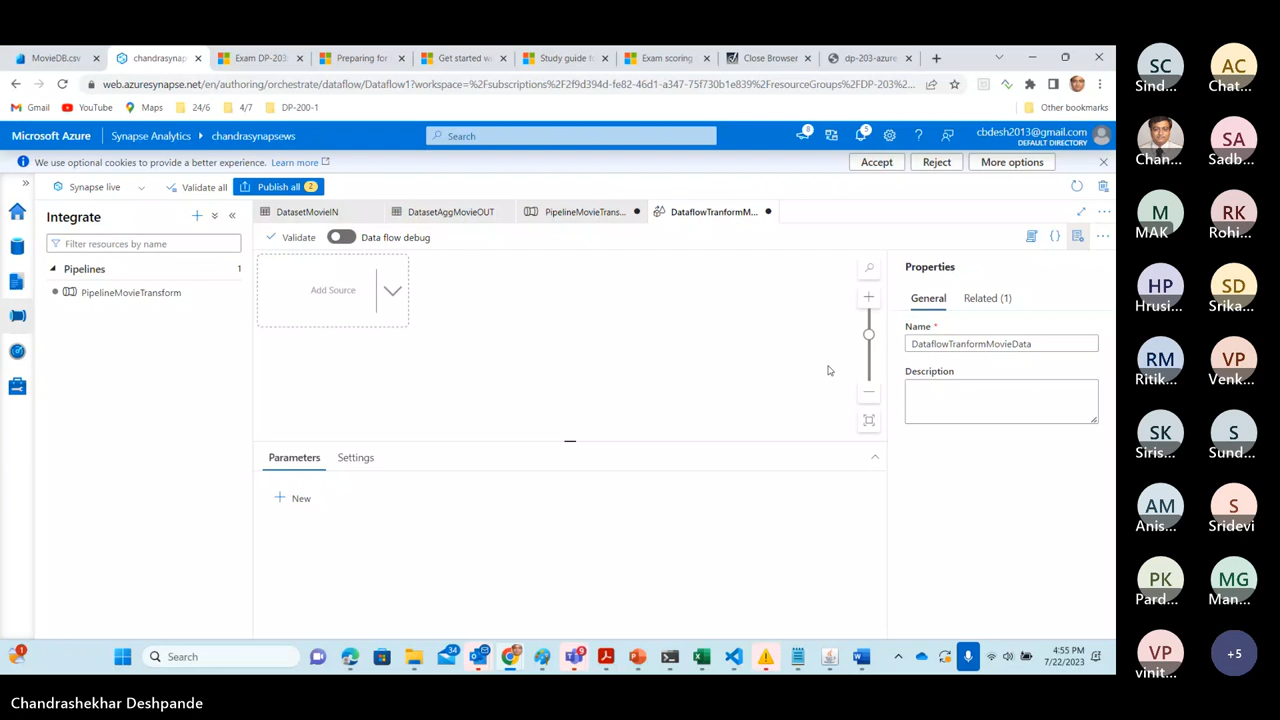 MovieDB.csv
chandrasynap
Exam DP-203:
Preparing for
Get started w
Study guide f
Exam scoring
Close Browser
dp-203-azure
web.azuresynapse.net/en/authoring/orchestrate/dataflow/Dataflow1?workspace=%2Fsubscriptions%2F2f9d394d-fe82-46d1-a347-75f730b1e839%2FresourceGroups%2FDP-203%2...
Gmail
YouTube
Maps
24/6
4/7
DP-200-1
Other bookmarks
Microsoft Azure
Synapse Analytics
chandrasynapsews
Search
8
5
cbdesh2013@gmail.com
DEFAULT DIRECTORY
We use optional cookies to provide a better experience. Learn more
Accept
Reject
More options
Synapse live
Validate all
Publish all 2
Integrate
DatasetMovieIN
DatasetAggMovieOUT
PipelineMovieTrans...
DataflowTranformM...
Filter resources by name
Validate
Data flow debug
Pipelines
1
PipelineMovieTransform
Add Source
Properties
General
Related (1)
Name *
DataflowTranformMovieData
Description
Parameters
Settings
New
1
Search
34
9
4:55 PM
7/22/2023
SC
Sind...
AC
Chat...
Chan...
SA
Sadb...
M
MAK
RK
Rohi...
HP
Hrusi...
SD
Srika...
RM
Ritik...
VP
Venk...
SK
Siris...
S
Sund...
AM
Anis...
S
Sridevi
PK
Pard...
MG
Man...
VP
vinit...
+5
Chandrashekhar Deshpande